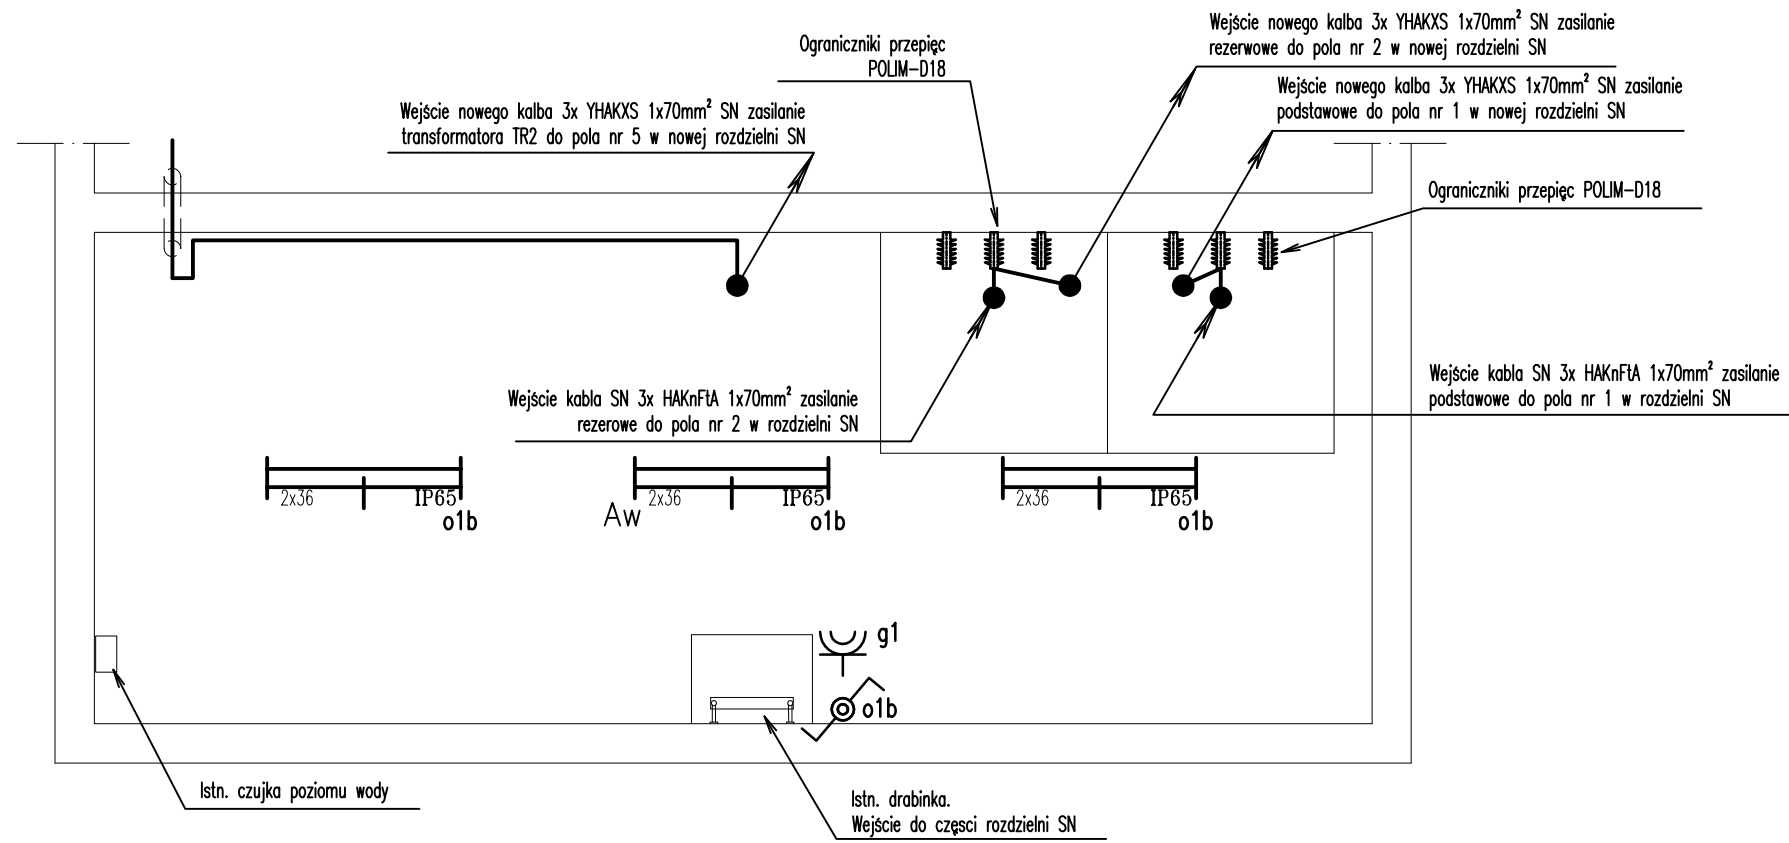 Wejście nowego kalba 3x YHAKXS 1x70mm² SN zasilanie
rezerwowe do pola nr 2 w nowej rozdzielni SN
Ograniczniki przepięc
POLIM-D18
Wejście nowego kalba 3x YHAKXS 1x70mm² SN zasilanie
podstawowe do pola nr 1 w nowej rozdzielni SN
Wejście nowego kalba 3x YHAKXS 1x70mm² SN zasilanie
transformatora TR2 do pola nr 5 w nowej rozdzielni SN
Ograniczniki przepięc POLIM-D18
Wejście kabla SN 3x HAKnFtA 1x70mm² zasilanie
podstawowe do pola nr 1 w rozdzielni SN
Wejście kabla SN 3x HAKnFtA 1x70mm² zasilanie
rezerowe do pola nr 2 w rozdzielni SN
2x36 IP65
o1b
Aw
2x36 IP65
o1b
2x36 IP65
o1b
g1
o1b
Istn. czujka poziomu wody
Istn. drabinka.
Wejście do częsci rozdzielni SN